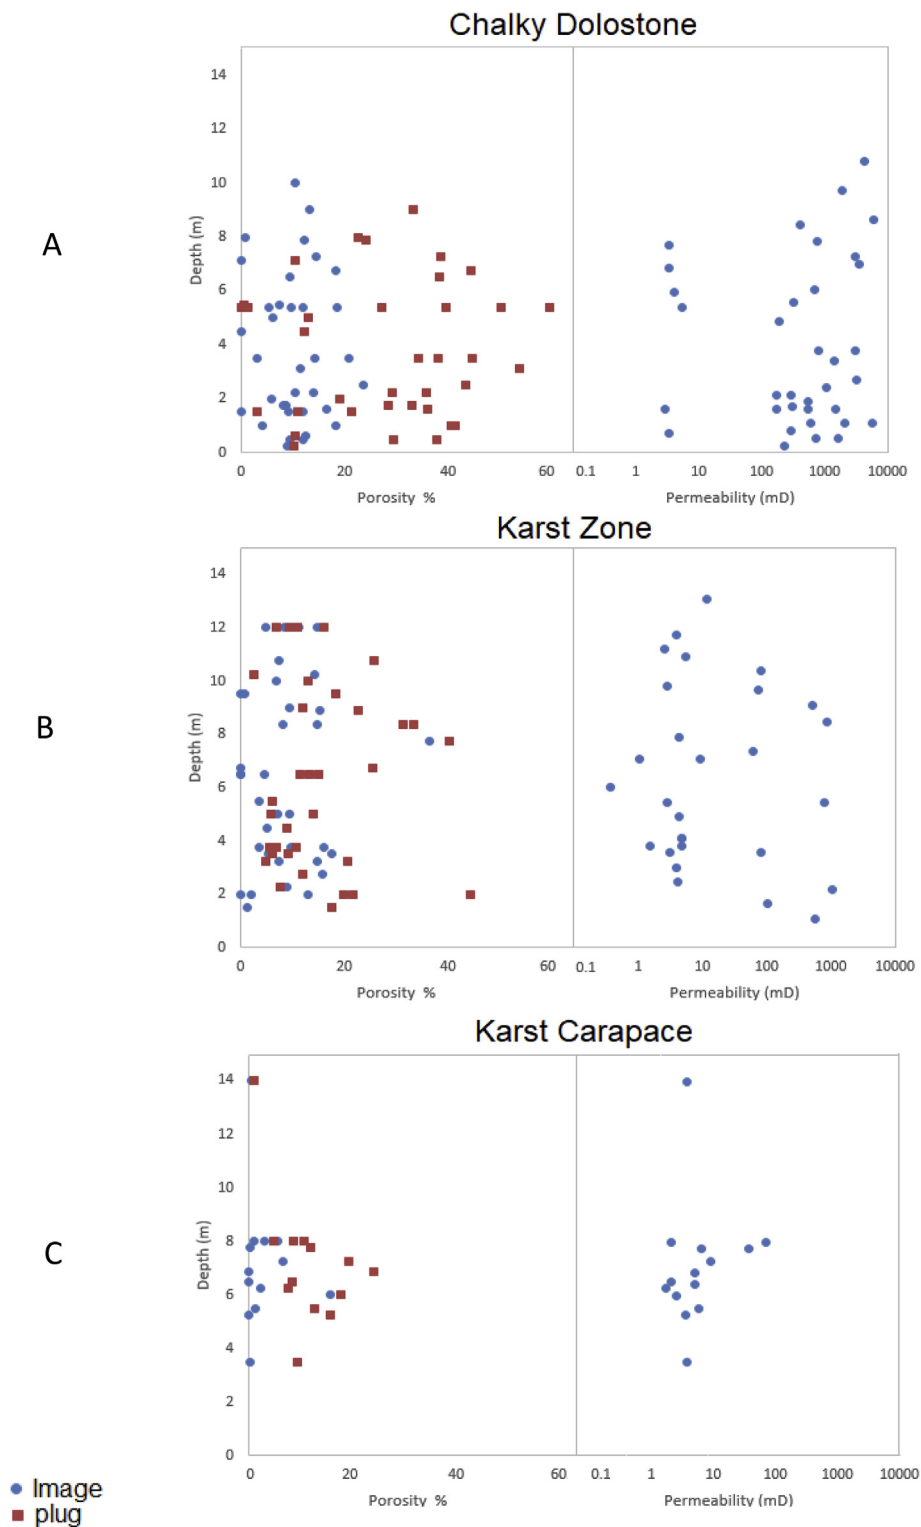 Chalky Dolostone
A
Depth (m)
14
12
10
8
6
4
2
0
0 20 40 60 0.1 1 10 100 1000 10000
Porosity % Permeability (mD)
Karst Zone
B
Depth (m)
14
12
10
8
6
4
2
0
0 20 40 60 0.1 1 10 100 1000 10000
Porosity % Permeability (mD)
Karst Carapace
C
Depth (m)
14
12
10
8
6
4
2
0
0 20 40 60 0.1 1 10 100 1000 10000
Porosity % Permeability (mD)
Image
plug